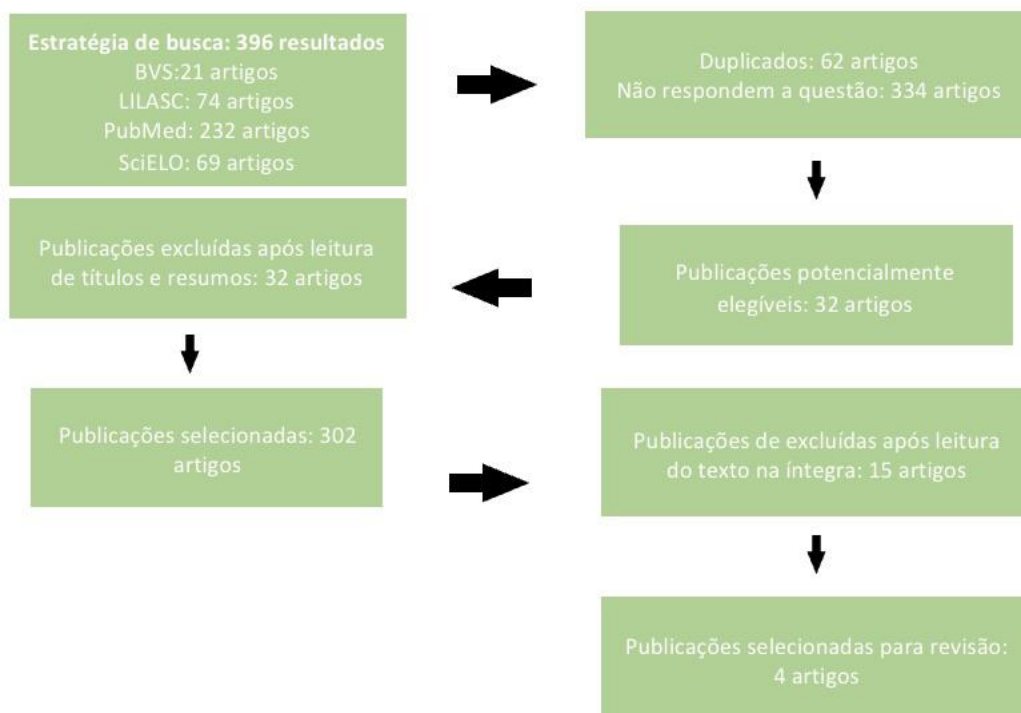 Estratégia de busca: 396 resultados
BVS:21 artigos
LILASC: 74 artigos
PubMed: 232 artigos
SciELO: 69 artigos
Duplicados: 62 artigos
Não respondem a questão: 334 artigos
Publicações potencialmente
elegíveis: 32 artigos
Publicações excluídas após leitura
de títulos e resumos: 32 artigos
Publicações selecionadas: 302
artigos
Publicações de excluídas após leitura
do texto na íntegra: 15 artigos
Publicações selecionadas para revisão:
4 artigos